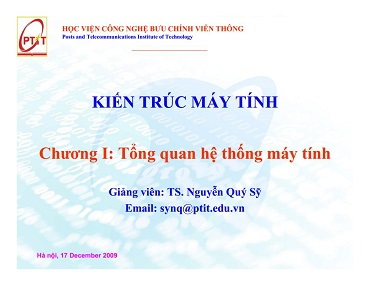 HỌC VIỆN CÔNG NGHỆ BƯU CHÍNH VIỄN THÔNG
Posts and Telecommunications Institute of Technology
PTIT
KIẾN TRÚC MÁY TÍNH
Chương I: Tổng quan hệ thống máy tính
Giảng viên: TS. Nguyễn Quý Sỹ
Email: synq@ptit.edu.vn
Hà nội, 17 December 2009